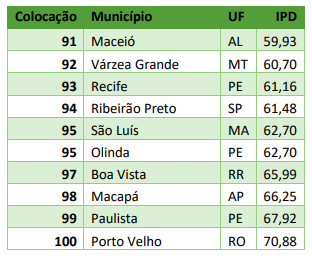 Colocação Município UF IPD
91 Maceió AL 59,93
92 Várzea Grande MT 60,70
93 Recife PE 61,16
94 Ribeirão Preto SP 61,48
95 São Luís MA 62,70
95 Olinda PE 62,70
97 Boa Vista RR 65,99
98 Macapá AP 66,25
99 Paulista PE 67,92
100 Porto Velho RO 70,88